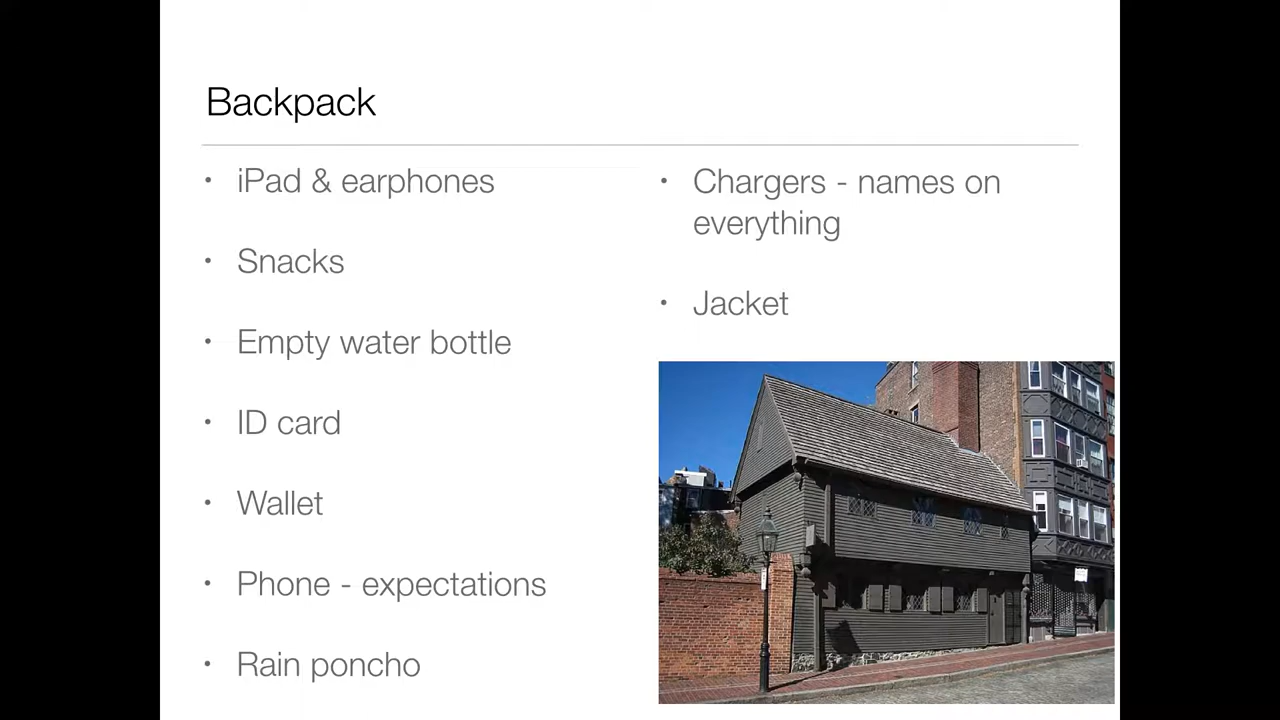 Backpack
• iPad & earphones
• Snacks
• Empty water bottle
• ID card
• Wallet
• Phone - expectations
• Rain poncho
• Chargers - names on
everything
• Jacket